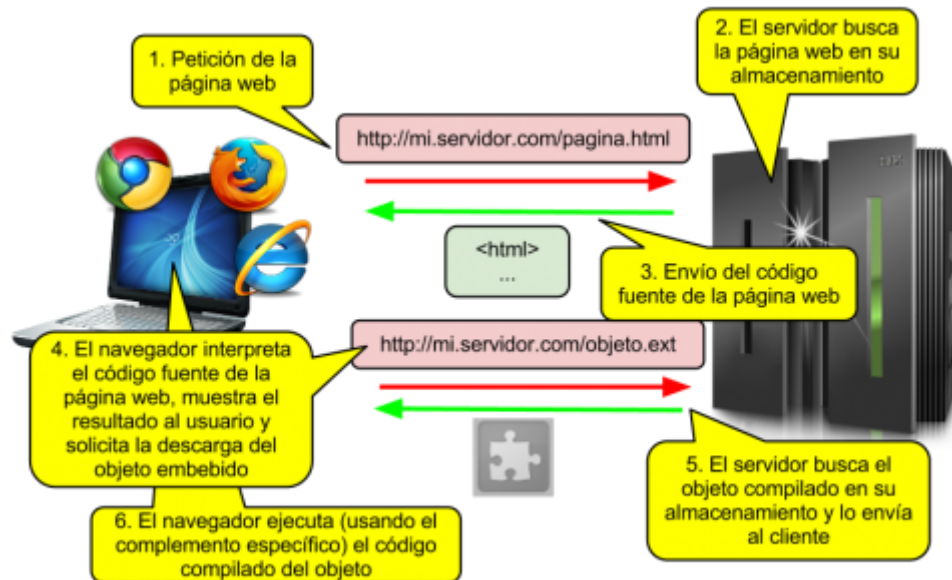 1. Petición de la
página web
2. El servidor busca
la página web en su
almacenamiento
http://mi.servidor.com/pagina.html
<html>
...
3. Envío del código
fuente de la página web
http://mi.servidor.com/objeto.ext
4. El navegador interpreta
el código fuente de la
página web, muestra el
resultado al usuario y
solicita la descarga del
objeto embebido
5. El servidor busca el
objeto compilado en su
almacenamiento y lo envía
al cliente
6. El navegador ejecuta (usando el
complemento específico) el código
compilado del objeto